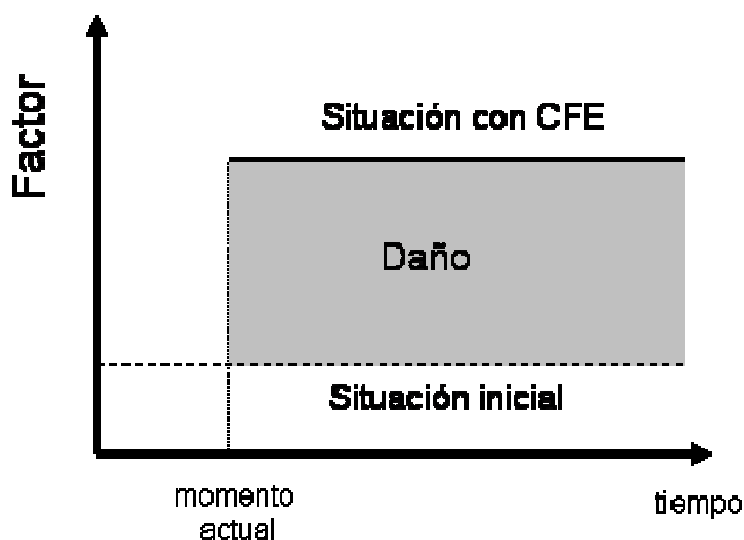 Factor
Situación con CFE
Daño
Situación inicial
momento
actual
tiempo